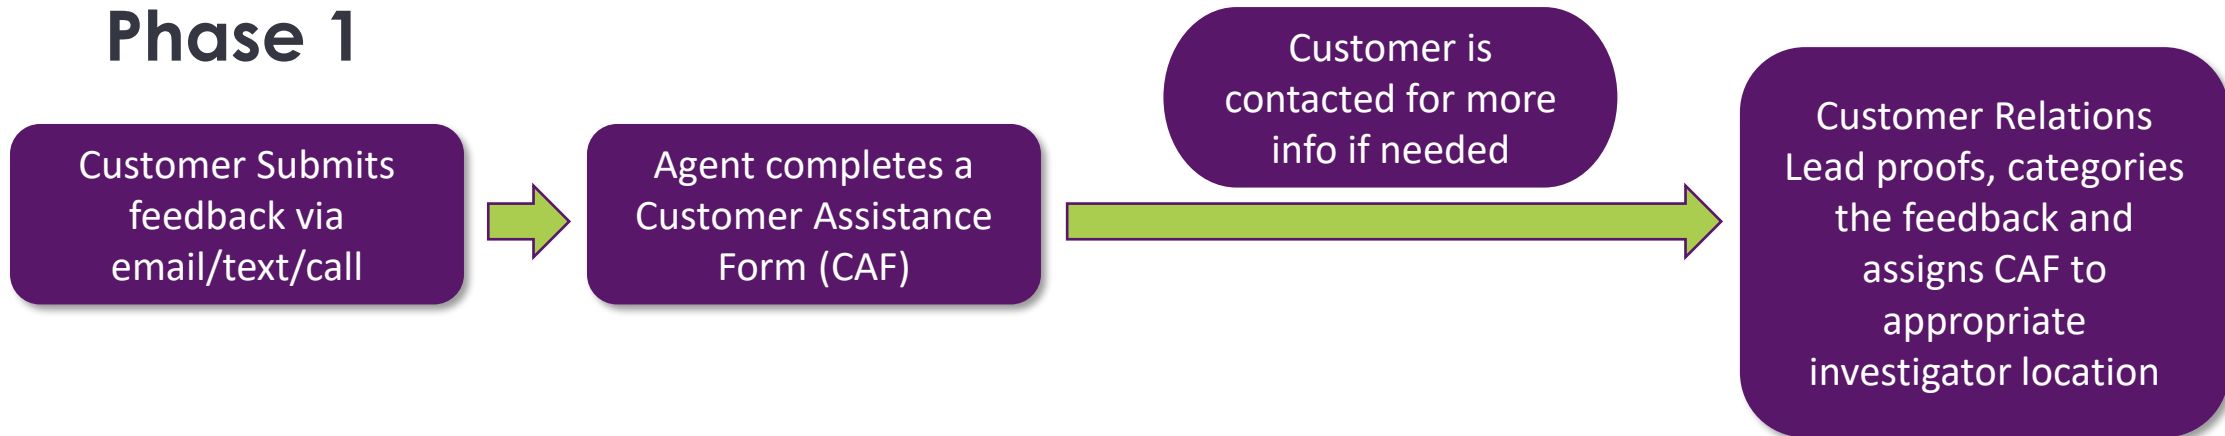 Phase 1
Customer Submits
feedback via
email/text/call
Agent completes a
Customer Assistance
Form (CAF)
Customer is
contacted for more
info if needed
Customer Relations
Lead proofs, categories
the feedback and
assigns CAF to
appropriate
investigator location